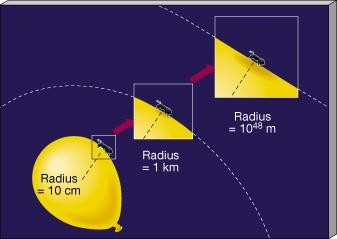 Radius
= 10 cm
Radius
= 1 km
Radius
= 10⁴⁸ m